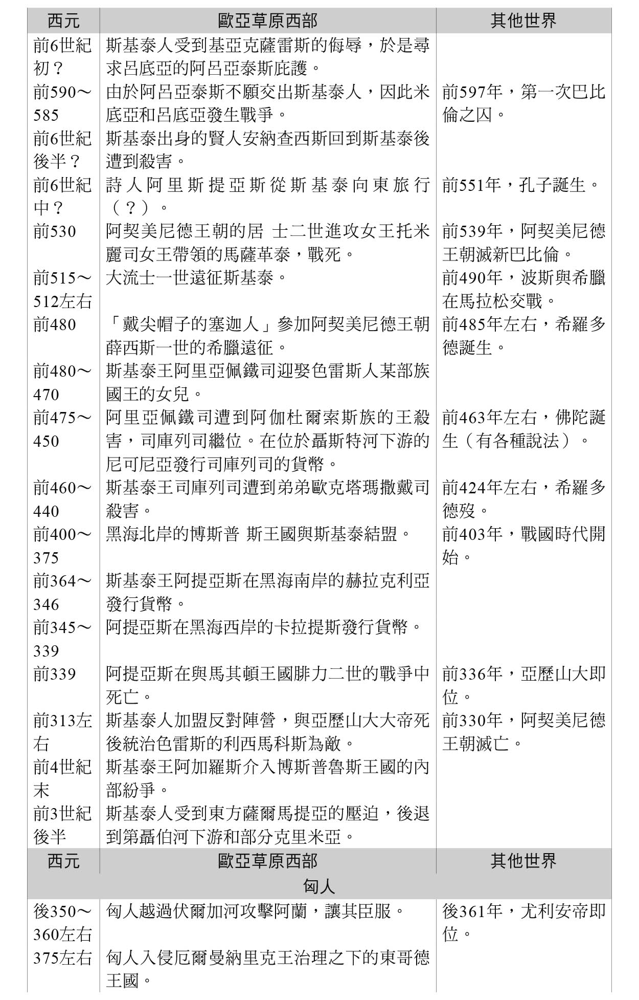 西元 歐亞草原西部 其他世界
前6世紀 斯基泰人受到基亞克薩雷斯的侮辱，於是尋
初？ 求呂底亞的阿呂亞泰斯庇護。
前590～ 由於阿呂亞泰斯不願交出斯基泰人，因此米 前597年，第一次巴比
585 底亞和呂底亞發生戰爭。 倫之囚。
前6世紀 斯基泰出身的賢人安納查西斯回到斯基泰後
後半？ 遭到殺害。
前6世紀 詩人阿里斯提亞斯從斯基泰向東旅行 前551年，孔子誕生。
中？ （？）。
前530 阿契美尼德王朝的居 士二世進攻女王托米 前539年，阿契美尼德
麗司女王帶領的馬薩革泰，戰死。 王朝滅新巴比倫。
前515～ 大流士一世遠征斯基泰。 前490年，波斯與希臘
512左右 在馬拉松交戰。
前480 「戴尖帽子的塞迦人」參加阿契美尼德王朝 前485年左右，希羅多
薛西斯一世的希臘遠征。 德誕生。
前480～ 斯基泰王阿里亞佩鐵司迎娶色雷斯人某部族
470 國王的女兒。
前475～ 阿里亞佩鐵司遭到阿伽杜爾索斯族的王殺 前463年左右，佛陀誕
450 害，司庫列司繼位。在位於聶斯特河下游的 生（有各種說法）。
尼可尼亞發行司庫列司的貨幣。
前460～ 斯基泰王司庫列司遭到弟弟歐克塔瑪撒戴司 前424年左右，希羅多
440 殺害。 德歿。
前400～ 黑海北岸的博斯普 斯王國與斯基泰結盟。 前403年，戰國時代開
375 始。
前364～ 斯基泰王阿提亞斯在黑海南岸的赫拉克利亞
346 發行貨幣。
前345～ 阿提亞斯在黑海西岸的卡拉提斯發行貨幣。
339
前339 阿提亞斯在與馬其頓王國腓力二世的戰爭中 前336年，亞歷山大即
死亡。 位。
前313左 斯基泰人加盟反對陣營，與亞歷山大大帝死 前330年，阿契美尼德
右 後統治色雷斯的利西馬科斯為敵。 王朝滅亡。
前4世紀 斯基泰王阿加羅斯介入博斯普魯斯王國的內
末 部紛爭。
前3世紀 斯基泰人受到東方薩爾馬提亞的壓迫，後退
後半 到第聶伯河下游和部分克里米亞。
西元 歐亞草原西部 其他世界
匈人
後350～ 匈人越過伏爾加河攻擊阿蘭，讓其臣服。 後361年，尤利安帝即
360左右 位。
375左右 匈人入侵厄爾曼納里克王治理之下的東哥德
王國。